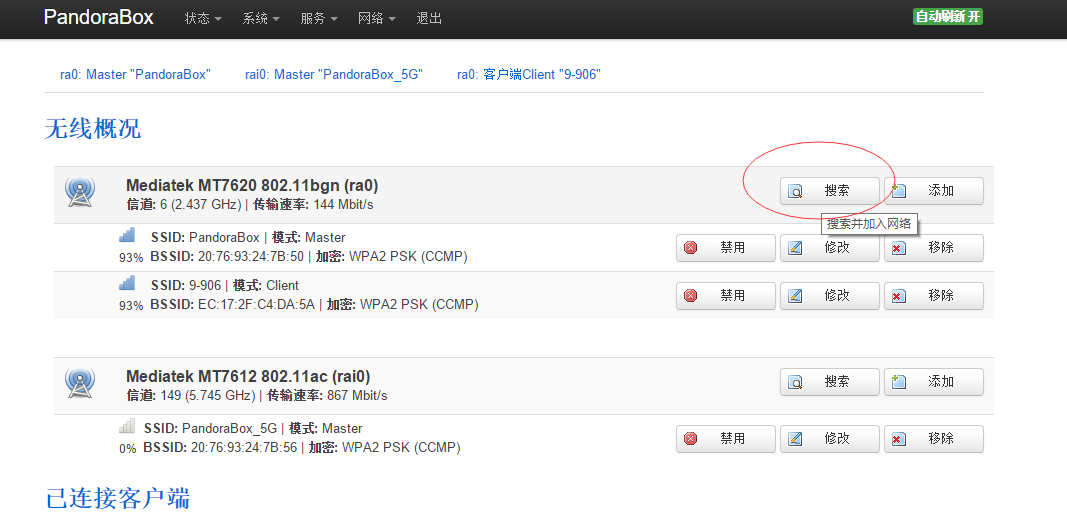 PandoraBox 状态 系统 服务 网络 退出 自动刷新 开
ra0: Master "PandoraBox" rai0: Master "PandoraBox_5G" ra0: 客户端Client "9-906"
无线概况
Mediatek MT7620 802.11bgn (ra0)
信道: 6 (2.437 GHz) | 传输速率: 144 Mbit/s
搜索 添加
搜索并加入网络
SSID: PandoraBox | 模式: Master
93% BSSID: 20:76:93:24:7B:50 | 加密: WPA2 PSK (CCMP)
禁用 修改 移除
SSID: 9-906 | 模式: Client
93% BSSID: EC:17:2F:C4:DA:5A | 加密: WPA2 PSK (CCMP)
禁用 修改 移除
Mediatek MT7612 802.11ac (rai0)
信道: 149 (5.745 GHz) | 传输速率: 867 Mbit/s
搜索 添加
SSID: PandoraBox_5G | 模式: Master
0% BSSID: 20:76:93:24:7B:56 | 加密: WPA2 PSK (CCMP)
禁用 修改 移除
已连接客户端